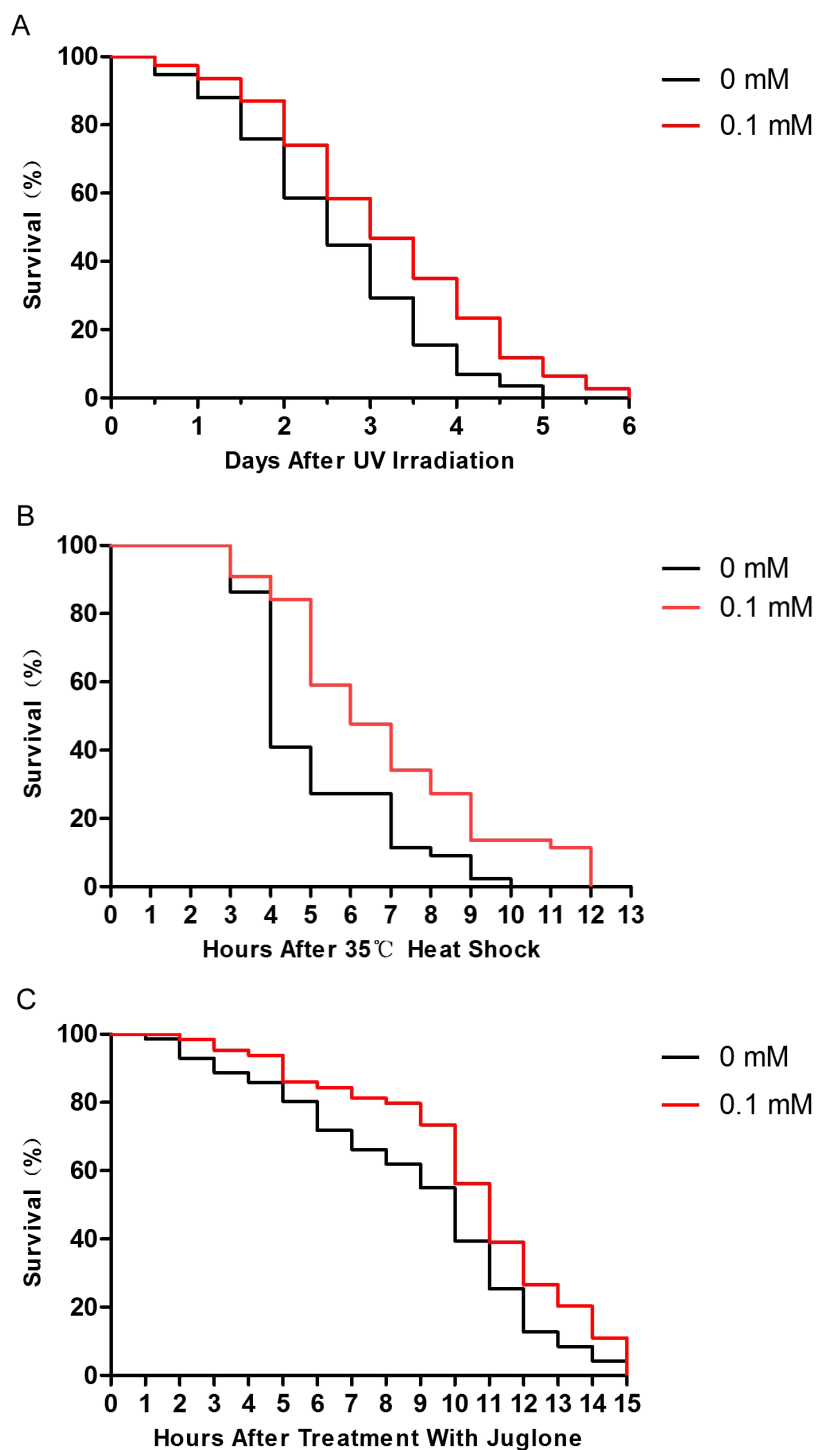 A
100
80
60
40
20
0
Survival (%)
0 1 2 3 4 5 6
Days After UV Irradiation
0 mM
0.1 mM
B
100
80
60
40
20
0
Survival (%)
0 1 2 3 4 5 6 7 8 9 10 11 12 13
Hours After 35℃ Heat Shock
0 mM
0.1 mM
C
100
80
60
40
20
0
Survival (%)
0 1 2 3 4 5 6 7 8 9 10 11 12 13 14 15
Hours After Treatment With Juglone
0 mM
0.1 mM